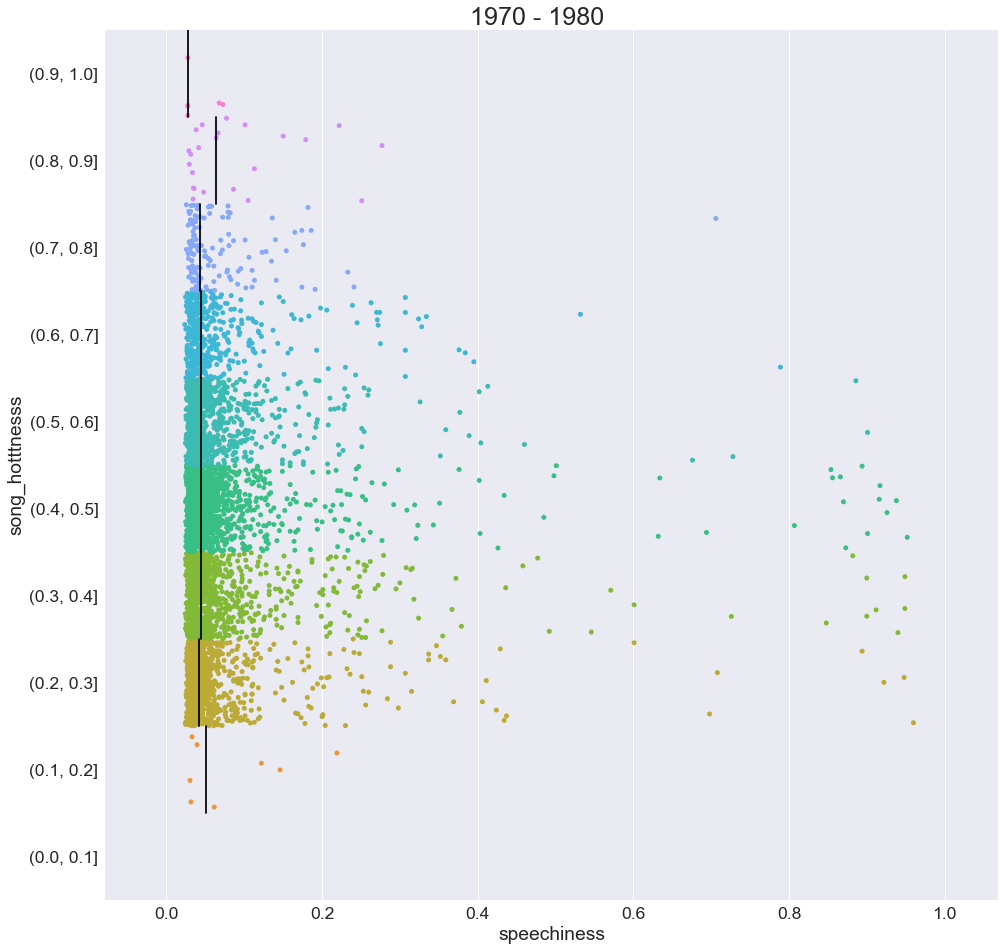 1970 - 1980
(0.9, 1.0]
(0.8, 0.9]
(0.7, 0.8]
(0.6, 0.7]
(0.5, 0.6]
(0.4, 0.5]
(0.3, 0.4]
(0.2, 0.3]
(0.1, 0.2]
(0.0, 0.1]
song_hotttnesss
0.0 0.2 0.4 0.6 0.8 1.0
speechiness